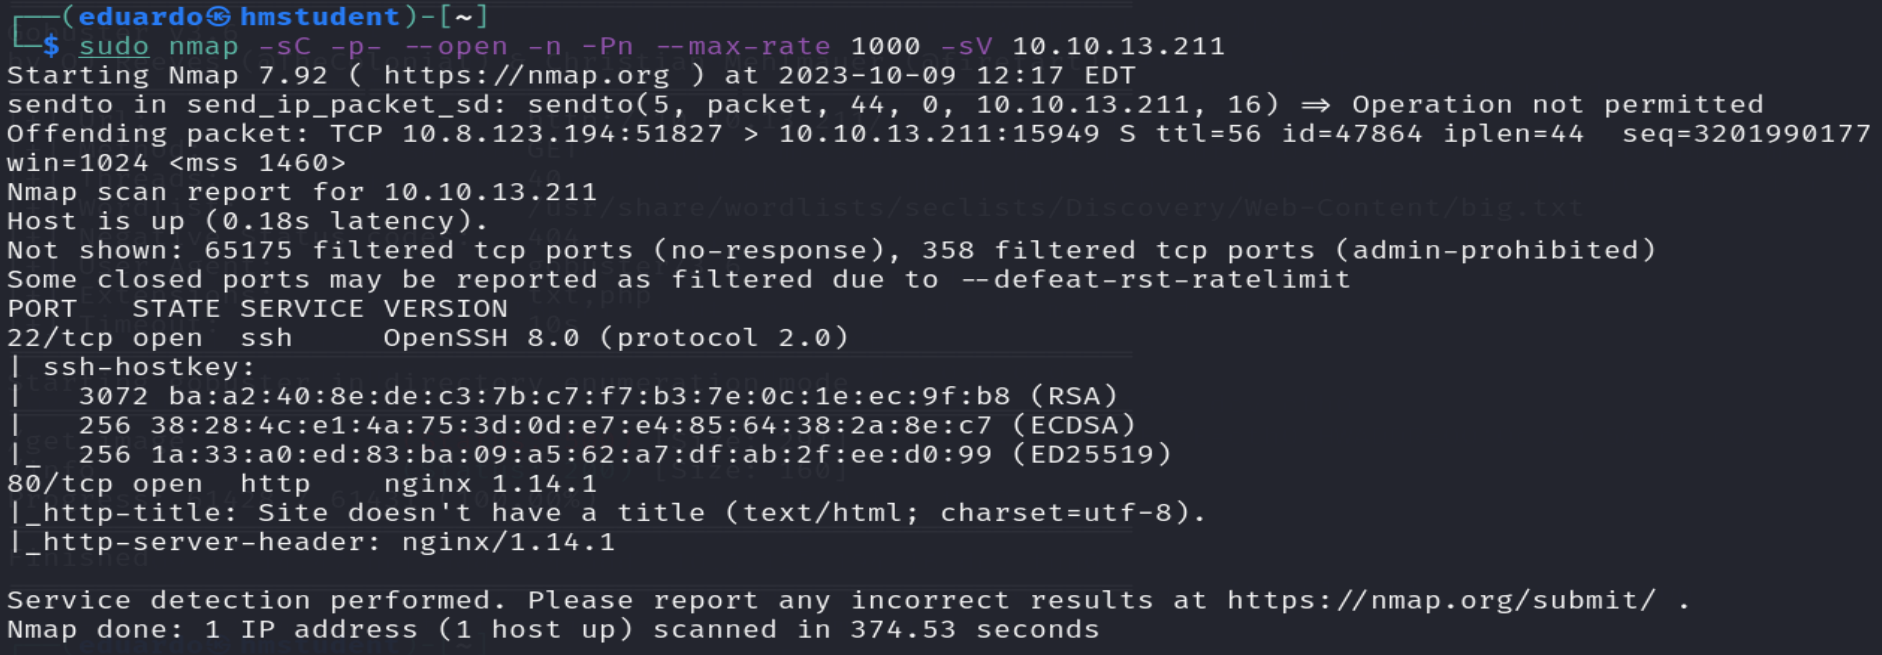 ┌──(eduardo㉿hmstudent)-[~]
└─$ sudo nmap -sC -p- --open -n -Pn --max-rate 1000 -sV 10.10.13.211
Starting Nmap 7.92 ( https://nmap.org ) at 2023-10-09 12:17 EDT
sendto in send_ip_packet_sd: sendto(5, packet, 44, 0, 10.10.13.211, 16) => Operation not permitted
Offending packet: TCP 10.8.123.194:51827 > 10.10.13.211:15949 S ttl=56 id=47864 iplen=44  seq=3201990177
win=1024 <mss 1460>
Nmap scan report for 10.10.13.211
Host is up (0.18s latency).
Not shown: 65175 filtered tcp ports (no-response), 358 filtered tcp ports (admin-prohibited)
Some closed ports may be reported as filtered due to --defeat-rst-ratelimit
PORT   STATE SERVICE VERSION
22/tcp open  ssh     OpenSSH 8.0 (protocol 2.0)
| ssh-hostkey:
|   3072 ba:a2:40:8e:de:c3:7b:c7:f7:b3:7e:0c:1e:ec:9f:b8 (RSA)
|   256 38:28:4c:e1:4a:75:3d:0d:e7:e4:85:64:38:2a:8e:c7 (ECDSA)
|_  256 1a:33:a0:ed:83:ba:09:a5:62:a7:df:ab:2f:ee:d0:99 (ED25519)
80/tcp open  http    nginx 1.14.1
|_http-title: Site doesn't have a title (text/html; charset=utf-8).
|_http-server-header: nginx/1.14.1
Service detection performed. Please report any incorrect results at https://nmap.org/submit/ .
Nmap done: 1 IP address (1 host up) scanned in 374.53 seconds